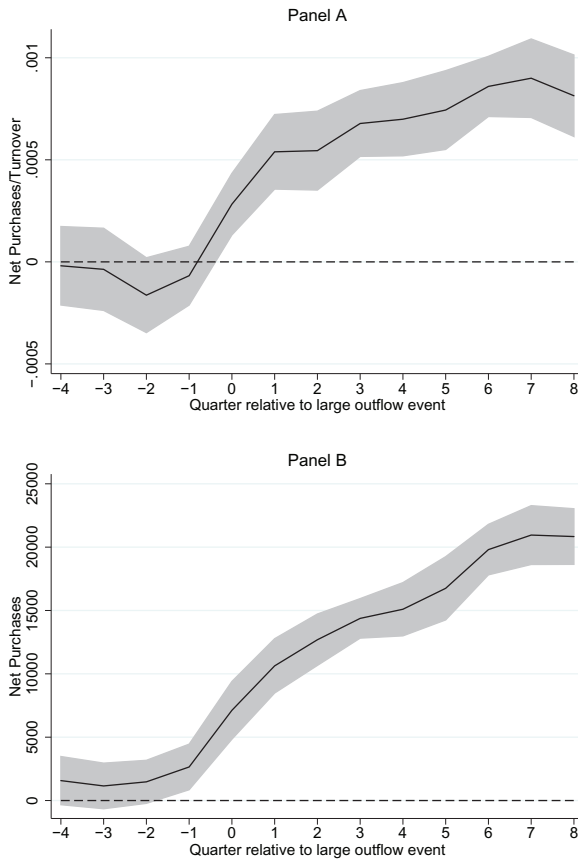 Panel A
Net Purchases/Turnover
.001
.0005
0
−.0005
−4 −3 −2 −1 0 1 2 3 4 5 6 7 8
Quarter relative to large outflow event
Panel B
Net Purchases
25000
20000
15000
10000
5000
0
−4 −3 −2 −1 0 1 2 3 4 5 6 7 8
Quarter relative to large outflow event